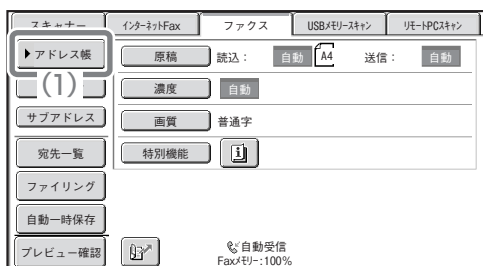 スキャナー インターネットFax ファクス USBメモリースキャン リモートPCスキャン
アドレス帳 原稿 読込： 自動 A4 送信： 自動
(1) 濃度 自動
サブアドレス 画質 普通字
宛先一覧 特別機能
ファイリング
自動一時保存
プレビュー確認 自動受信
Faxメモリー:100%